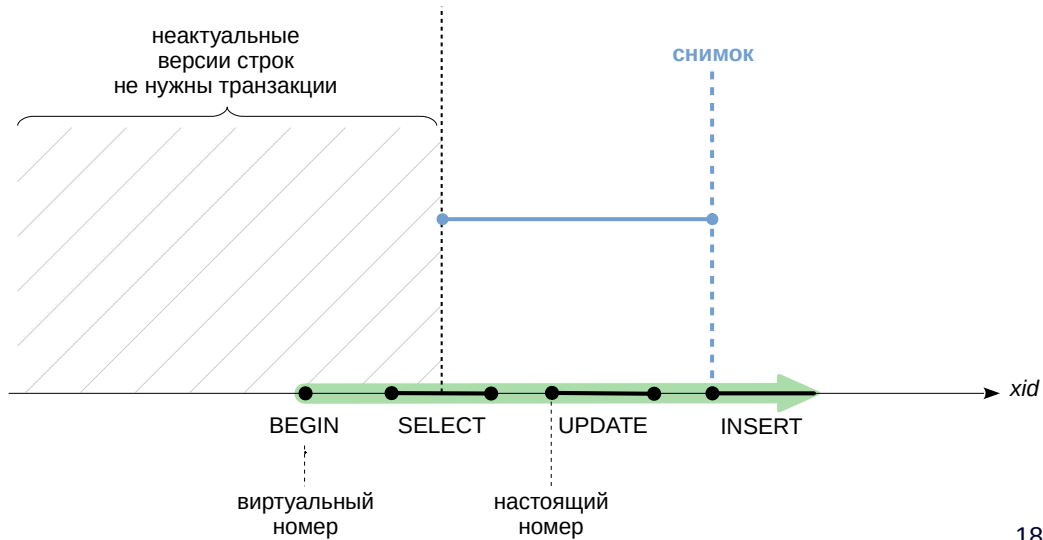 неактуальные
версии строк
не нужны транзакции
снимок
xid
BEGIN SELECT UPDATE INSERT
виртуальный
номер
настоящий
номер
18